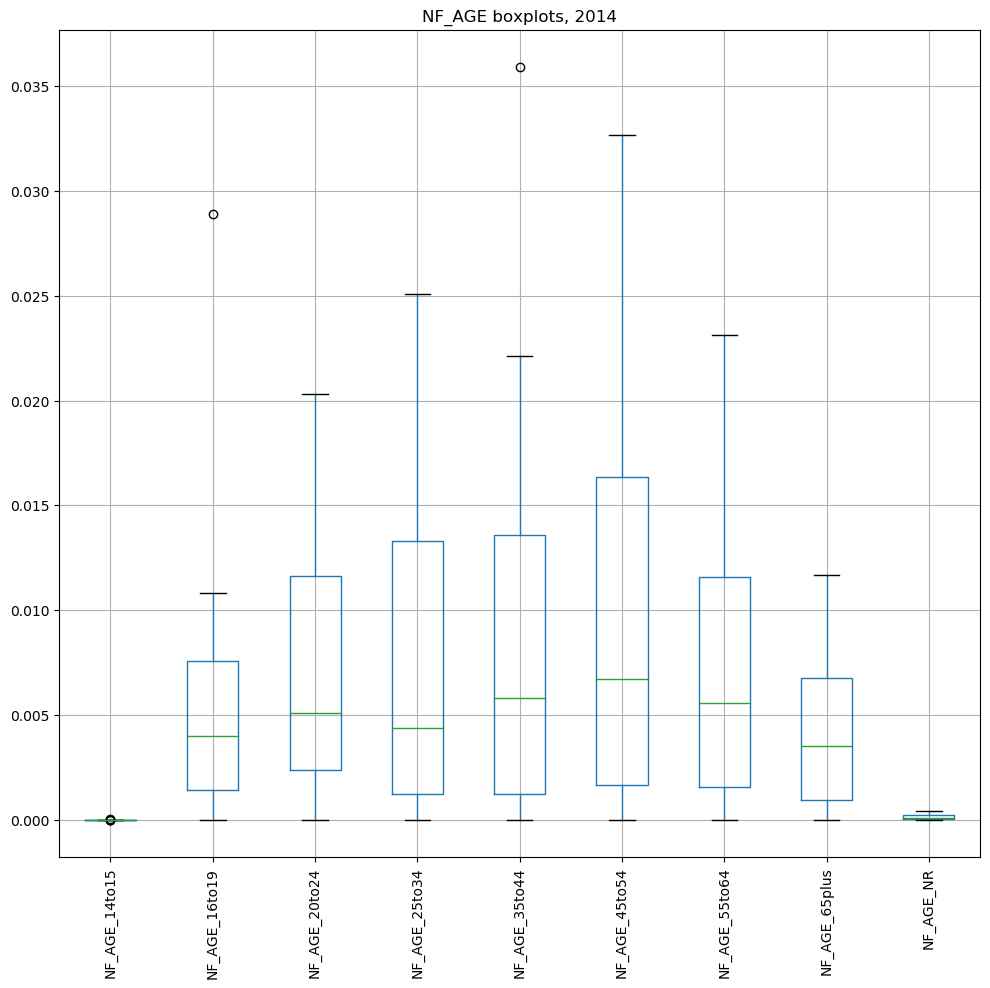 NF_AGE boxplots, 2014
0.035
0.030
0.025
0.020
0.015
0.010
0.005
0.000
NF_AGE_14to15
NF_AGE_16to19
NF_AGE_20to24
NF_AGE_25to34
NF_AGE_35to44
NF_AGE_45to54
NF_AGE_55to64
NF_AGE_65plus
NF_AGE_NR